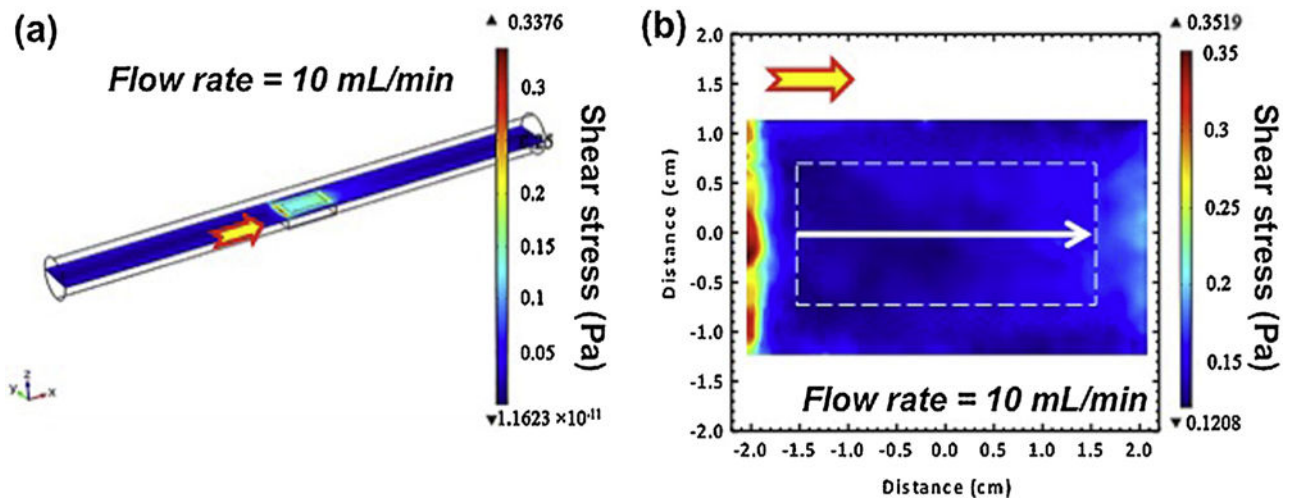 (a)
Flow rate = 10 mL/min
▲ 0.3376
0.3
0.25
0.2
0.15
0.1
0.05
▼1.1623 ×10⁻¹¹
Shear stress (Pa)
z
y
x
(b)
▲ 0.3519
2.0
1.5
1.0
0.5
0.0
-0.5
-1.0
-1.5
-2.0
Distance (cm)
Flow rate = 10 mL/min
-2.0 -1.5 -1.0 -0.5 0.0 0.5 1.0 1.5 2.0
Distance (cm)
0.35
0.3
0.25
0.2
0.15
▼ 0.1208
Shear stress (Pa)